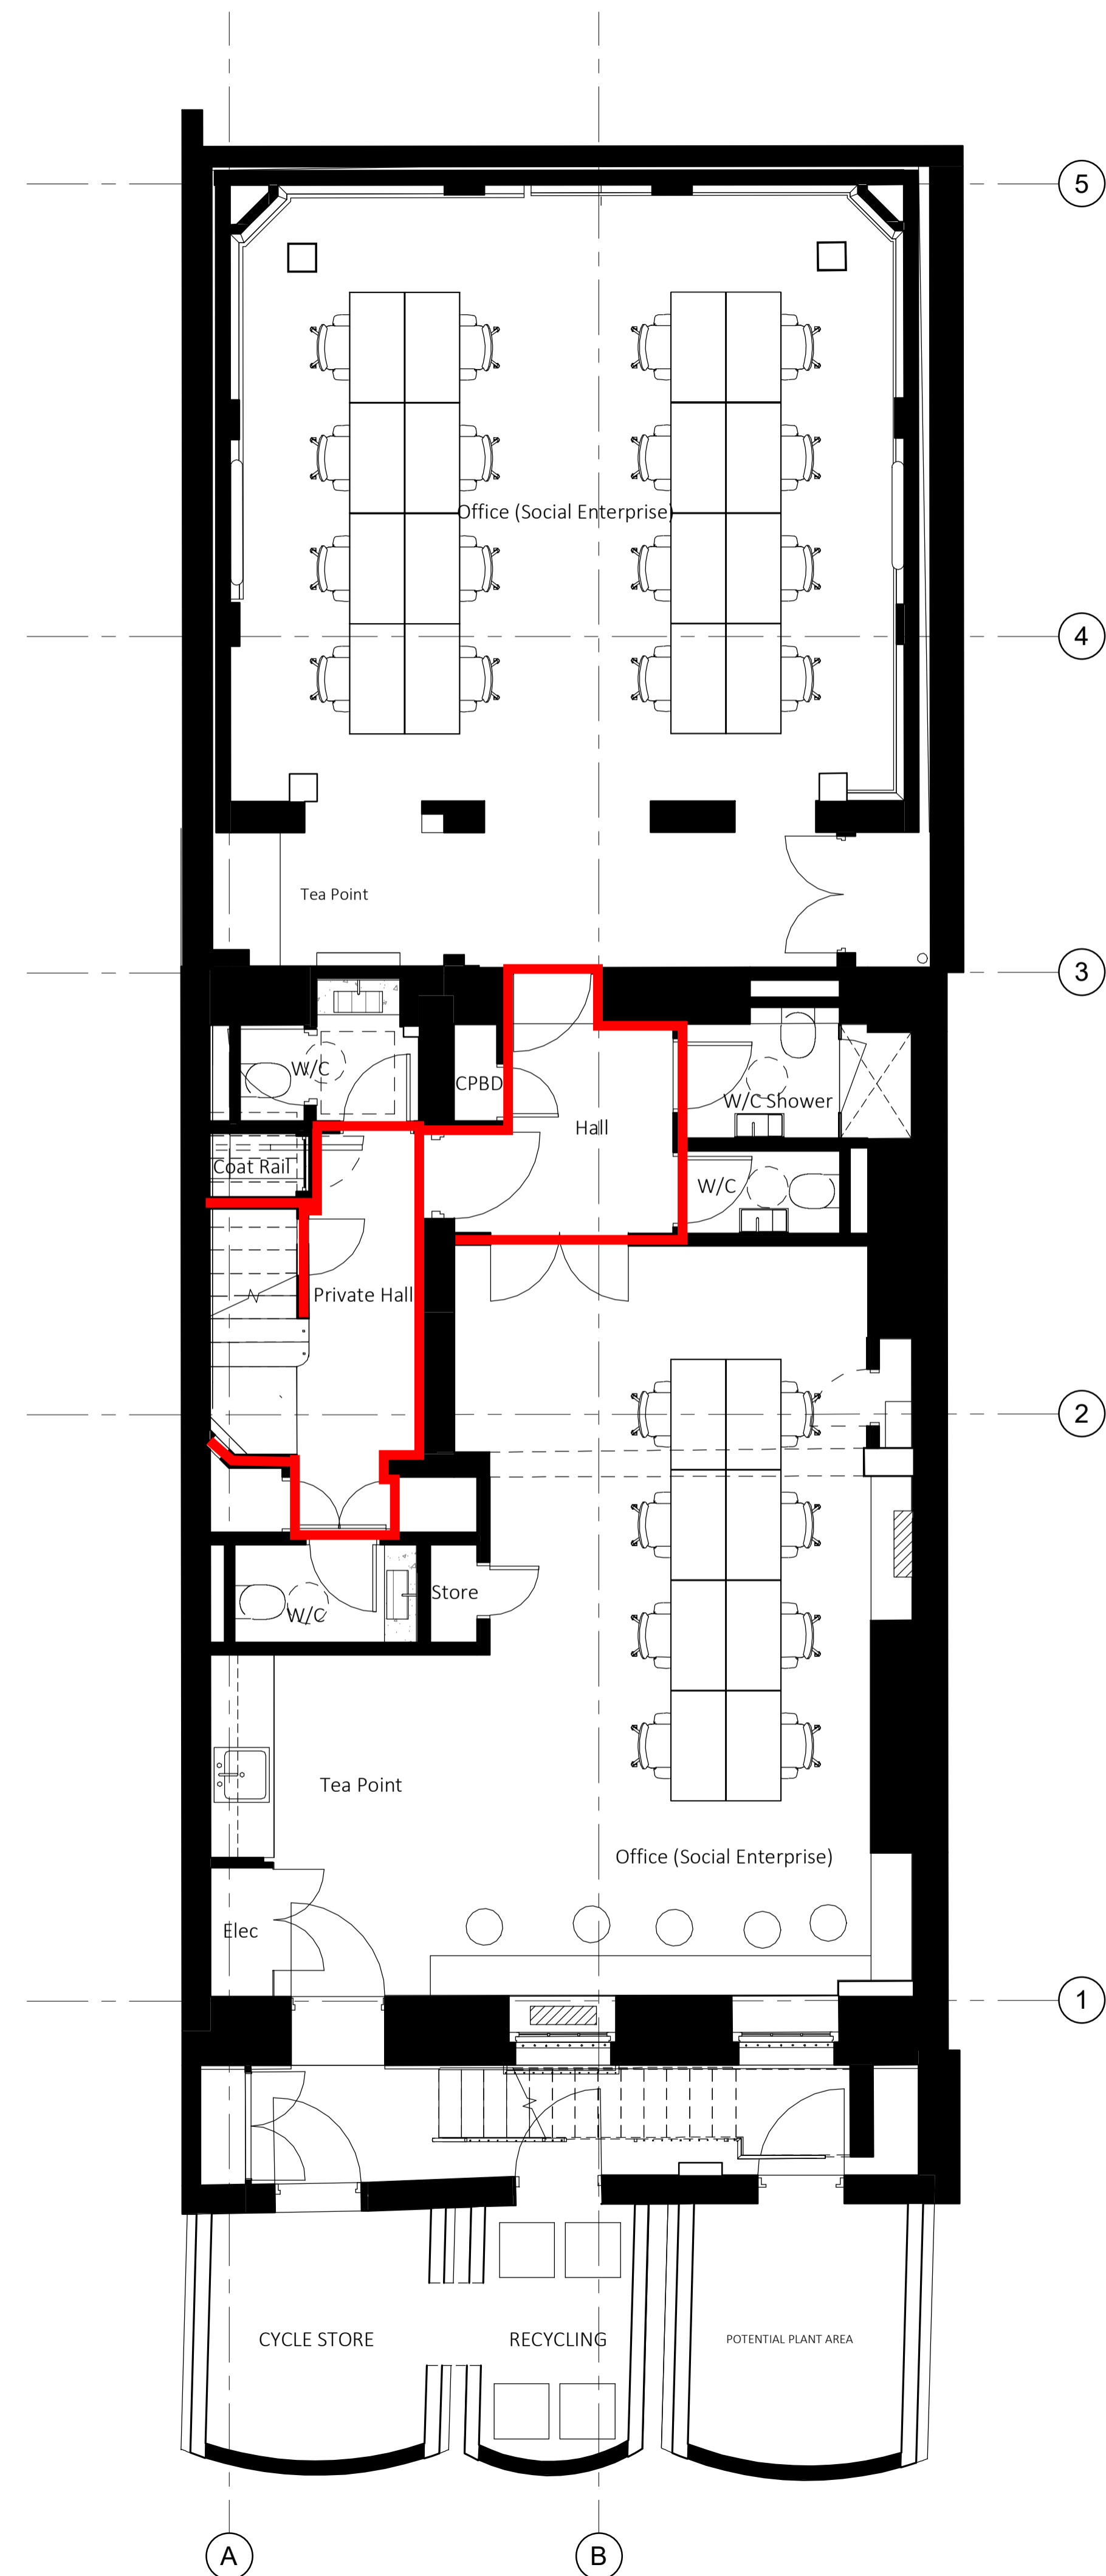 5
Office (Social Enterprise)
4
Tea Point
3
W/C
CPBD
W/C Shower
Hall
Coat Rail
W/C
Private Hall
2
Store
W/C
Tea Point
Office (Social Enterprise)
Elec
1
CYCLE STORE
RECYCLING
POTENTIAL PLANT AREA
A
B